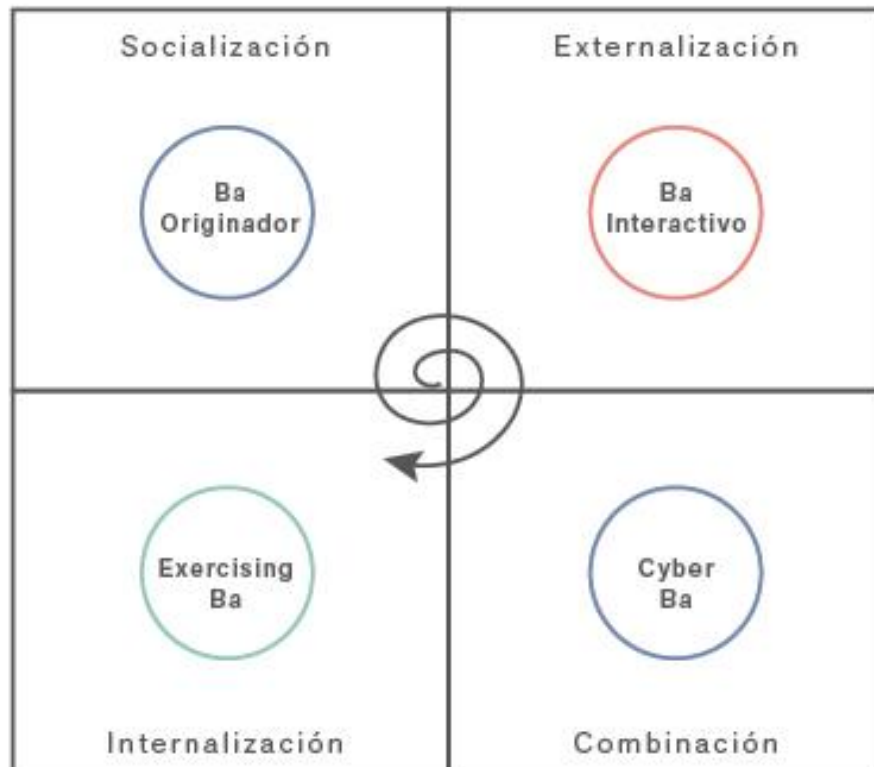 Socialización
Externalización
Ba
Originador
Ba
Interactivo
Exercising
Ba
Cyber
Ba
Internalización
Combinación